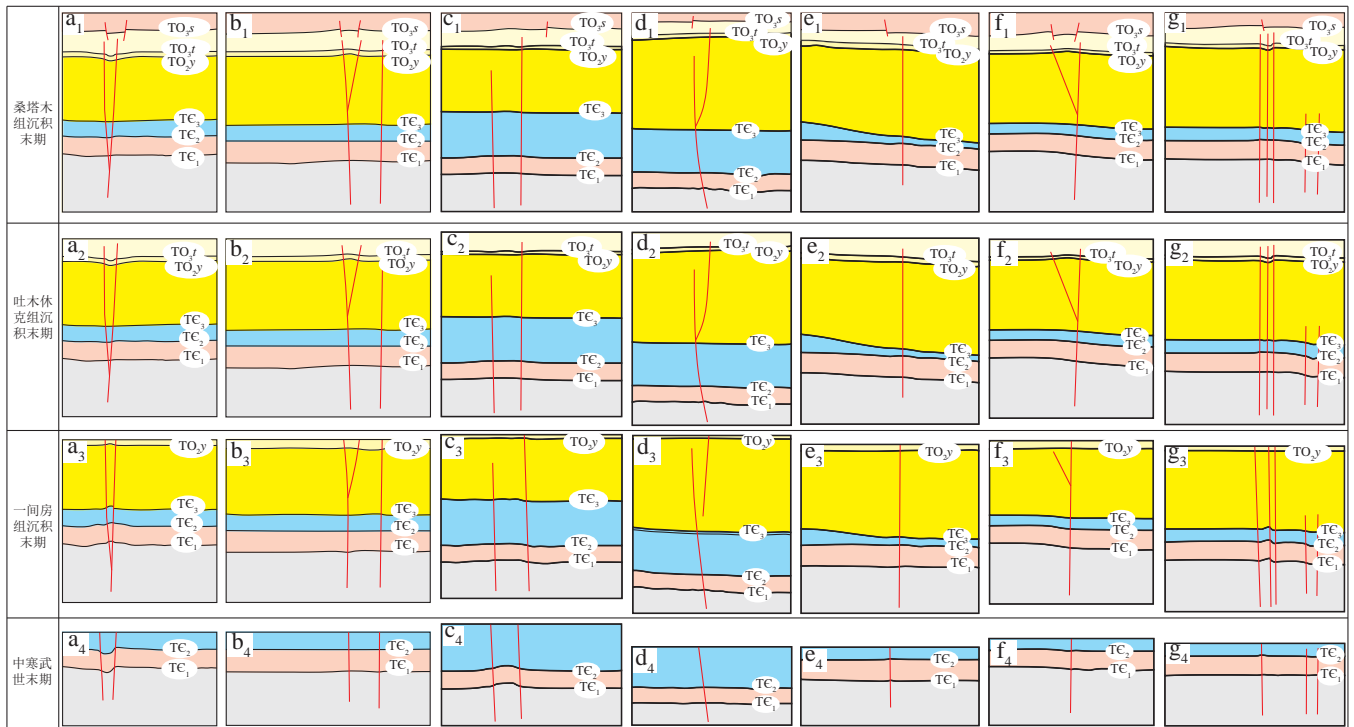 桑塔木
组沉积
末期
a₁
TO₃s
TO₃t
TO₂y
TЄ₃
TЄ₂
TЄ₁
b₁
TO₃s
TO₃t
TO₂y
TЄ₃
TЄ₂
TЄ₁
c₁
TO₃s
TO₃t
TO₂y
TЄ₃
TЄ₂
TЄ₁
d₁
TO₃s
TO₃t
TO₂y
TЄ₃
TЄ₂
TЄ₁
e₁
TO₃s
TO₃t
TO₂y
TЄ₃
TЄ₂
TЄ₁
f₁
TO₃s
TO₃t
TO₂y
TЄ₃
TЄ₂
TЄ₁
g₁
TO₃s
TO₃t
TO₂y
TЄ₃
TЄ₂
TЄ₁
吐木休
克组沉
积末期
a₂
TO₃t
TO₂y
TЄ₃
TЄ₂
TЄ₁
b₂
TO₃t
TO₂y
TЄ₃
TЄ₂
TЄ₁
c₂
TO₃t
TO₂y
TЄ₃
TЄ₂
TЄ₁
d₂
TO₃t
TO₂y
TЄ₃
TЄ₂
TЄ₁
e₂
TO₃t
TO₂y
TЄ₃
TЄ₂
TЄ₁
f₂
TO₃t
TO₂y
TЄ₃
TЄ₂
TЄ₁
g₂
TO₃t
TO₂y
TЄ₃
TЄ₂
TЄ₁
一间房
组沉积
末期
a₃
TO₂y
TЄ₃
TЄ₂
TЄ₁
b₃
TO₂y
TЄ₃
TЄ₂
TЄ₁
c₃
TO₂y
TЄ₃
TЄ₂
TЄ₁
d₃
TO₂y
TЄ₃
TЄ₂
TЄ₁
e₃
TO₂y
TЄ₃
TЄ₂
TЄ₁
f₃
TO₂y
TЄ₃
TЄ₂
TЄ₁
g₃
TO₂y
TЄ₃
TЄ₂
TЄ₁
中寒武
世末期
a₄
TЄ₂
TЄ₁
b₄
TЄ₂
TЄ₁
c₄
TЄ₂
TЄ₁
d₄
TЄ₂
TЄ₁
e₄
TЄ₂
TЄ₁
f₄
TЄ₂
TЄ₁
g₄
TЄ₂
TЄ₁